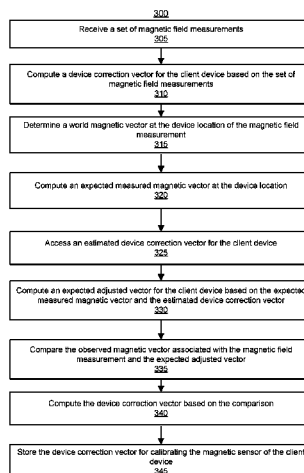 300
Receive a set of magnetic field measurements
305
Compute a device correction vector for the client device based on the set of
magnetic field measurements
310
Determine a world magnetic vector at the device location of the magnetic field
measurement
315
Compute an expected measured magnetic vector at the device location
320
Access an estimated device correction vector for the client device
325
Compute an expected adjusted vector for the client device based on the expected
measured magnetic vector and the estimated device correction vector
330
Compare the observed magnetic vector associated with the magnetic field
measurement and the expected adjusted vector
335
Compute the device correction vector based on the comparison
340
Store the device correction vector for calibrating the magnetic sensor of the client
device
345